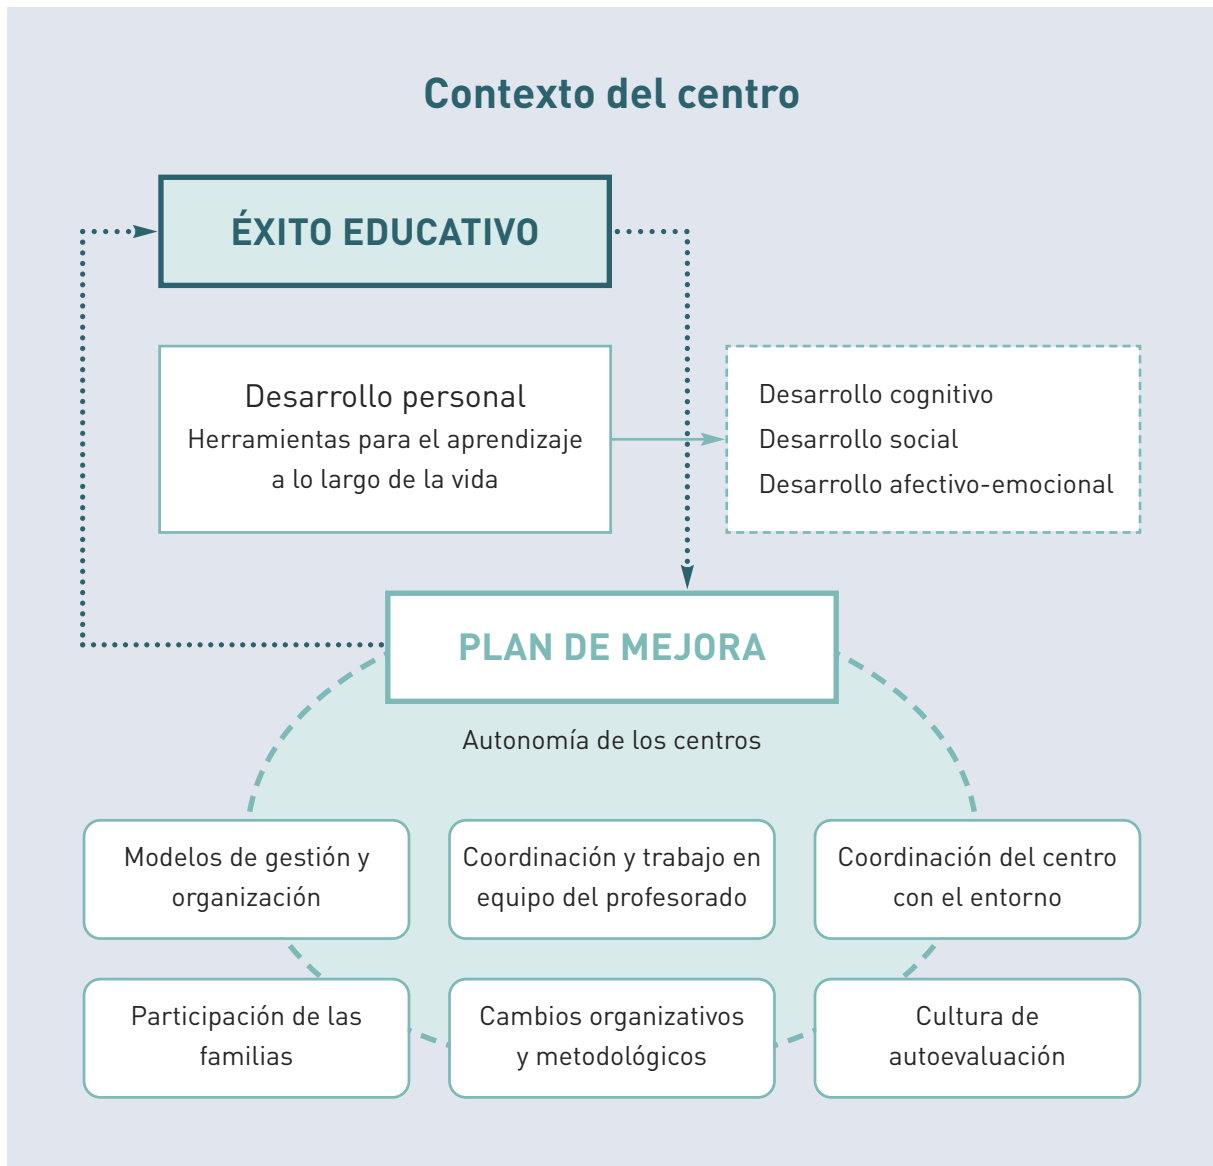 Contexto del centro
ÉXITO EDUCATIVO
Desarrollo personal
Herramientas para el aprendizaje
a lo largo de la vida
Desarrollo cognitivo
Desarrollo social
Desarrollo afectivo-emocional
PLAN DE MEJORA
Autonomía de los centros
Modelos de gestión y
organización
Coordinación y trabajo en
equipo del profesorado
Coordinación del centro
con el entorno
Participación de las
familias
Cambios organizativos
y metodológicos
Cultura de
autoevaluación